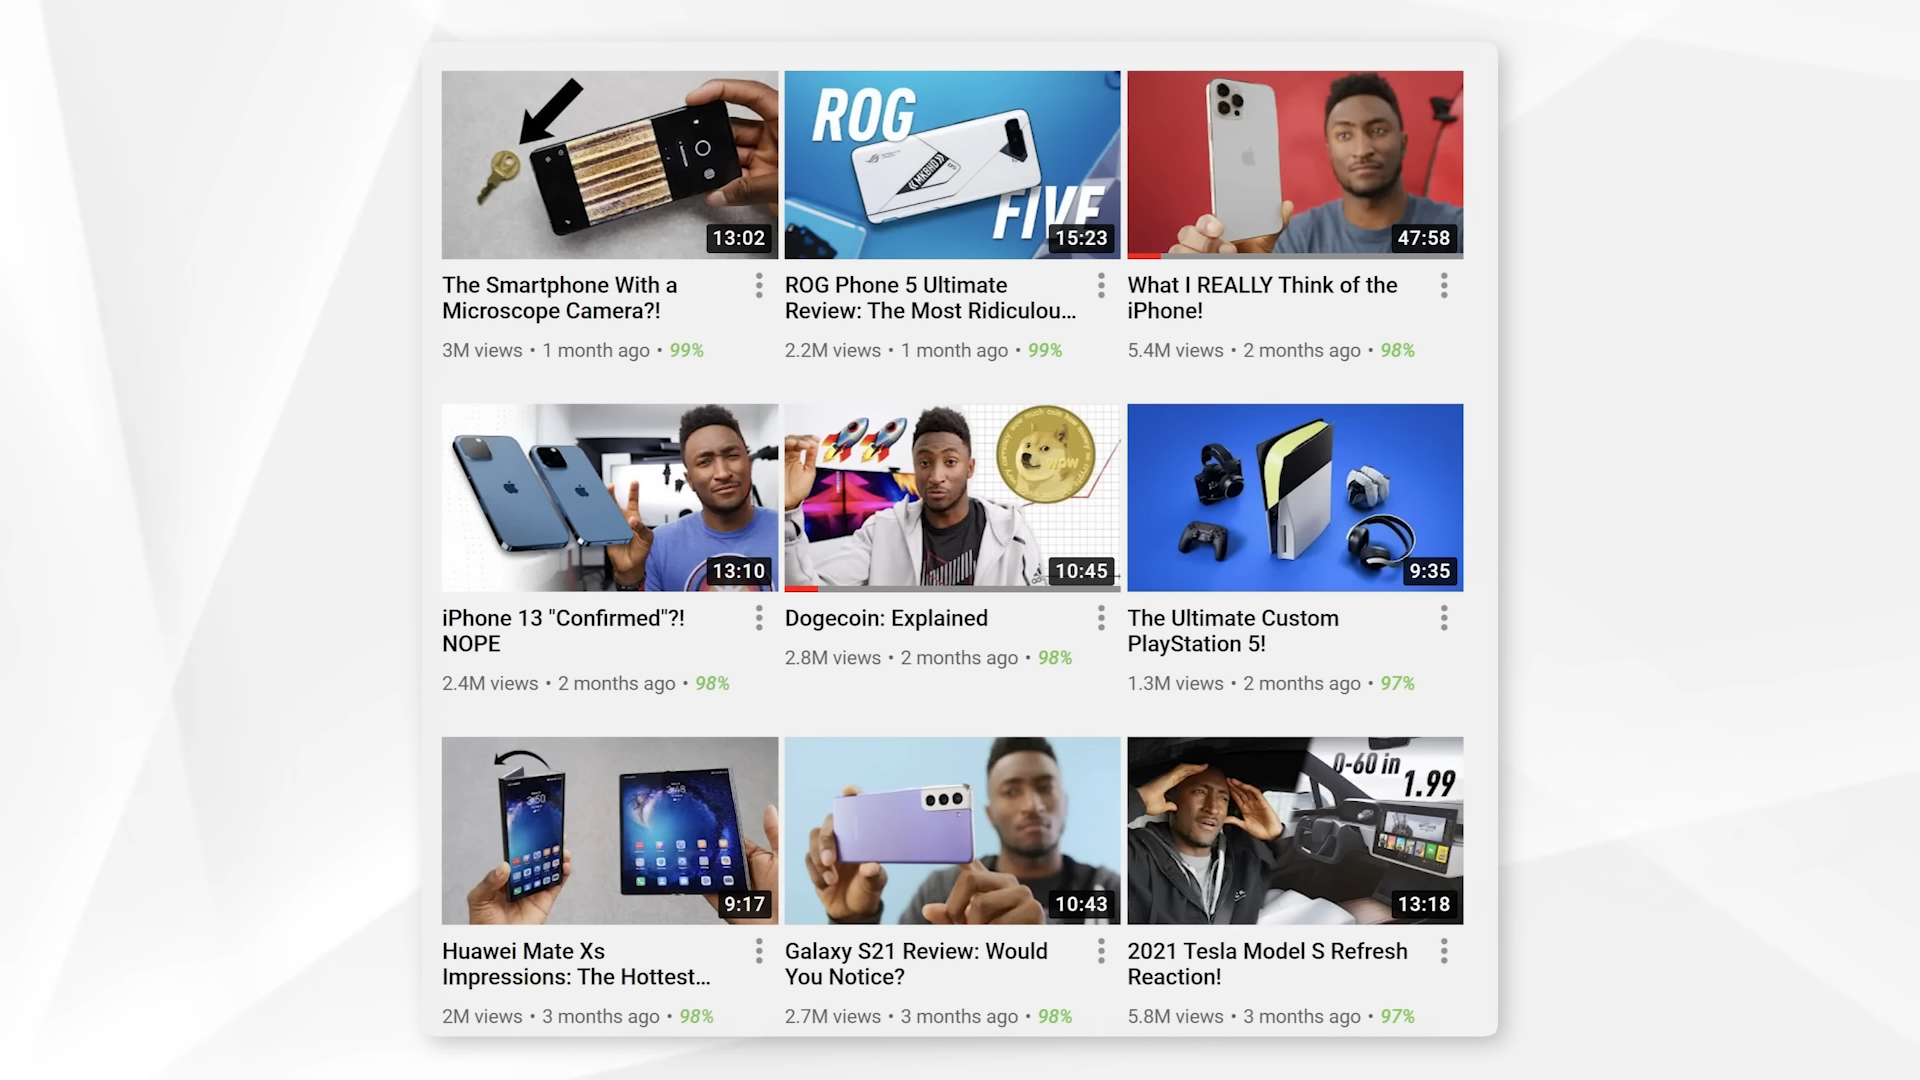 13:02
The Smartphone With a
Microscope Camera?!
3M views • 1 month ago • 99%
ROG
MKBHD
FIVE
15:23
ROG Phone 5 Ultimate
Review: The Most Ridiculou...
2.2M views • 1 month ago • 99%
47:58
What I REALLY Think of the
iPhone!
5.4M views • 2 months ago • 98%
13:10
iPhone 13 "Confirmed"?!
NOPE
2.4M views • 2 months ago • 98%
wow
10:45
Dogecoin: Explained
2.8M views • 2 months ago • 98%
9:35
The Ultimate Custom
PlayStation 5!
1.3M views • 2 months ago • 97%
9:17
Huawei Mate Xs
Impressions: The Hottest...
2M views • 3 months ago • 98%
10:43
Galaxy S21 Review: Would
You Notice?
2.7M views • 3 months ago • 98%
0-60 in
1.99
13:18
2021 Tesla Model S Refresh
Reaction!
5.8M views • 3 months ago • 97%